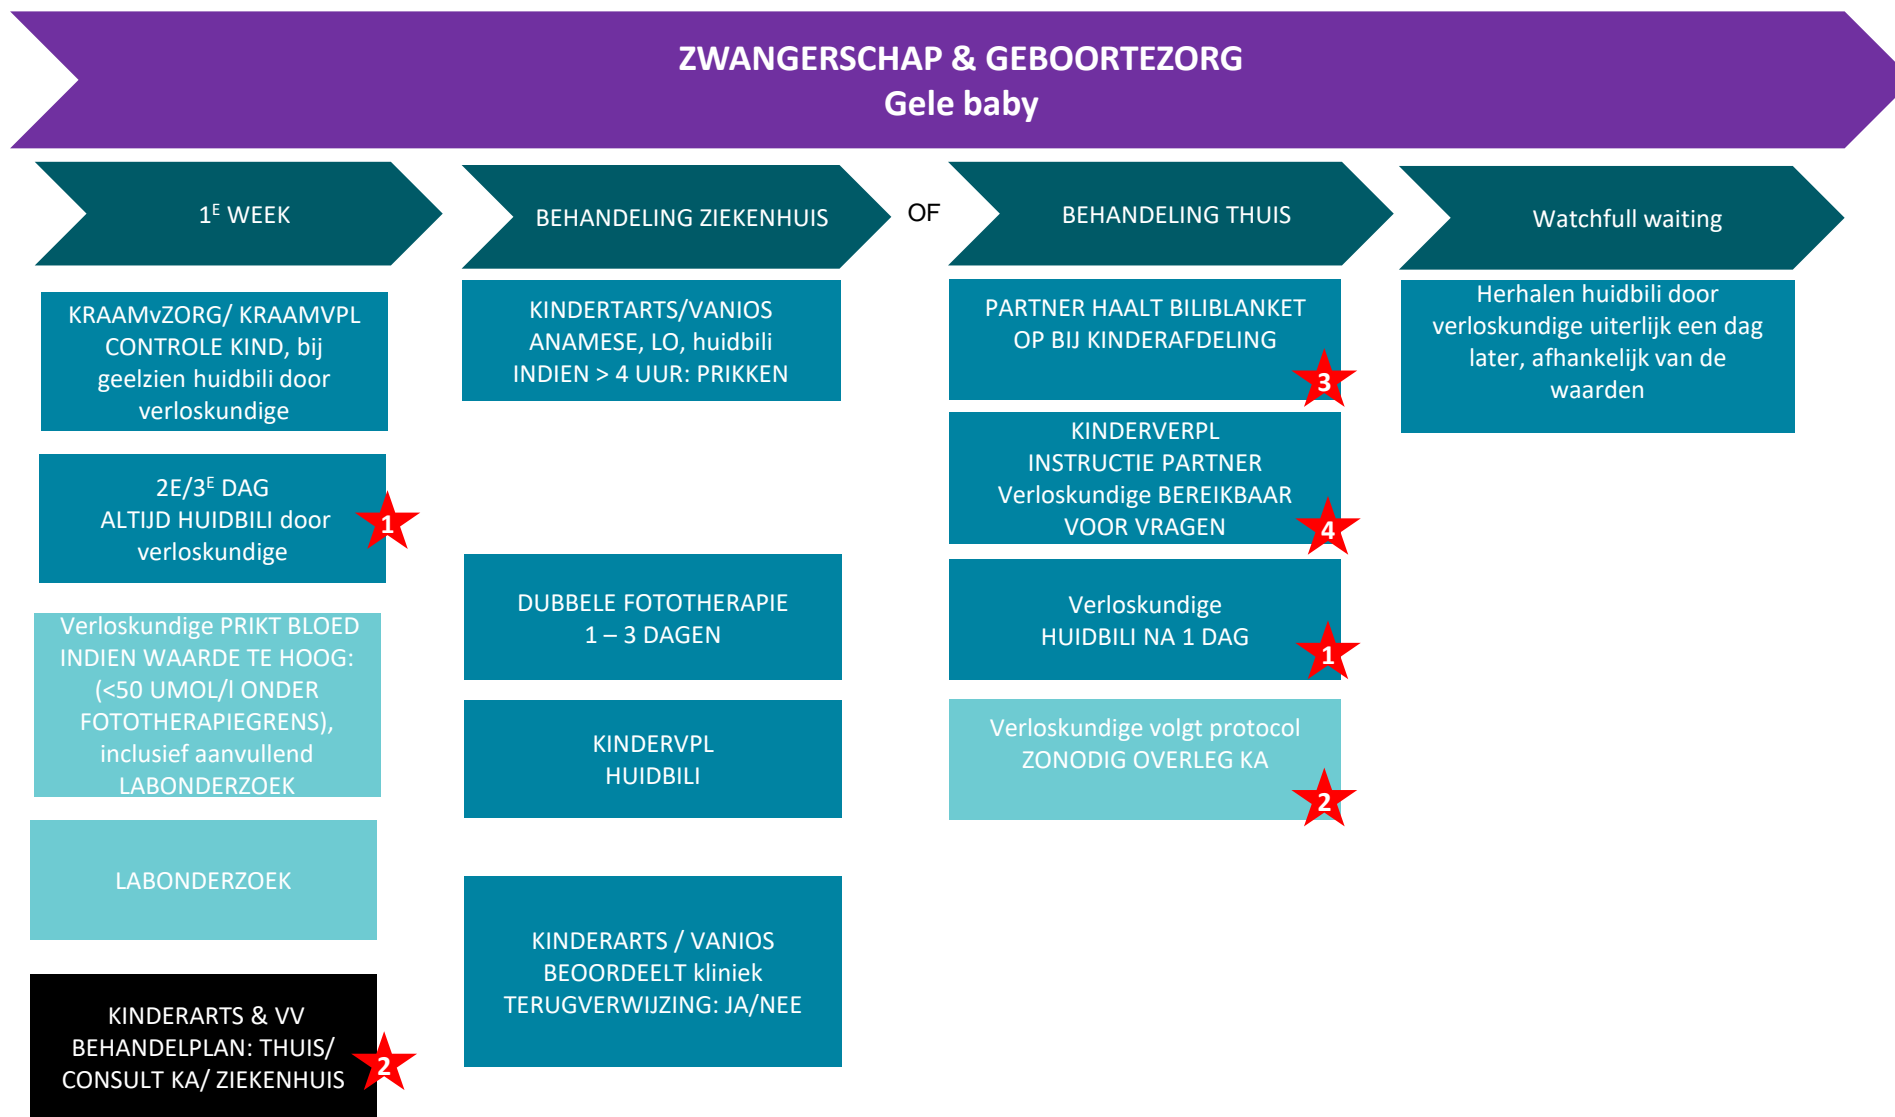 ZWANGERSCHAP & GEBOORTEZORG
Gele baby
1E WEEK
KRAAMvZORG/ KRAAMVPL
CONTROLE KIND, bij
geelzien huidbili door
verloskundige
2E/3E DAG
ALTIJD HUIDBILI door
verloskundige
1
Verloskundige PRIKT BLOED
INDIEN WAARDE TE HOOG:
(<50 UMOL/l ONDER
FOTOTHERAPIEGRENS),
inclusief aanvullend
LABONDERZOEK
LABONDERZOEK
KINDERARTS & VV
BEHANDELPLAN: THUIS/
CONSULT KA/ ZIEKENHUIS
2
BEHANDELING ZIEKENHUIS
KINDERTARTS/VANIOS
ANAMESE, LO, huidbili
INDIEN > 4 UUR: PRIKKEN
DUBBELE FOTOTHERAPIE
1 – 3 DAGEN
KINDERVPL
HUIDBILI
KINDERARTS / VANIOS
BEOORDEELT kliniek
TERUGVERWIJZING: JA/NEE
OF
BEHANDELING THUIS
PARTNER HAALT BILIBLANKET
OP BIJ KINDERAFDELING
3
KINDERVERPL
INSTRUCTIE PARTNER
Verloskundige BEREIKBAAR
VOOR VRAGEN
4
Verloskundige
HUIDBILI NA 1 DAG
1
Verloskundige volgt protocol
ZONODIG OVERLEG KA
2
Watchfull waiting
Herhalen huidbili door
verloskundige uiterlijk een dag
later, afhankelijk van de
waarden